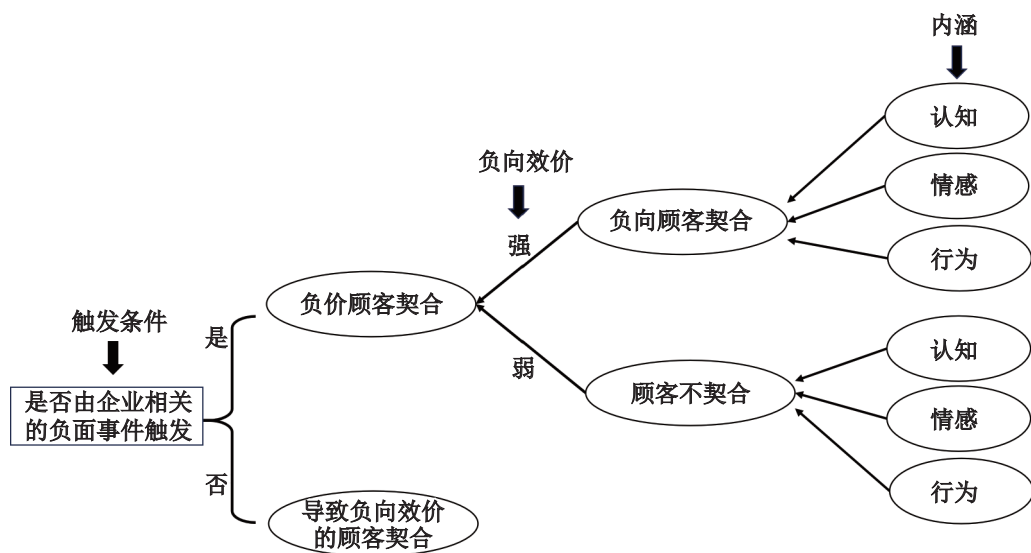 内涵
认知
负向效价
情感
负向顾客契合
强
行为
负价顾客契合
触发条件
是
认知
弱
顾客不契合
是否由企业相关
的负面事件触发
情感
否
行为
导致负向效价
的顾客契合